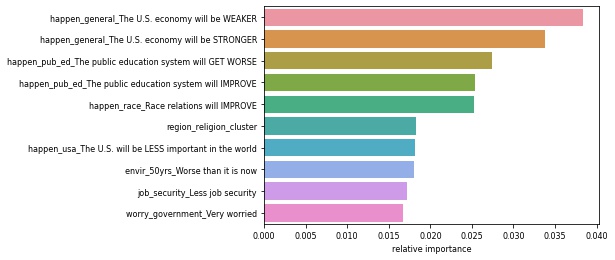 happen_general_The U.S. economy will be WEAKER
happen_general_The U.S. economy will be STRONGER
happen_pub_ed_The public education system will GET WORSE
happen_pub_ed_The public education system will IMPROVE
happen_race_Race relations will IMPROVE
region_religion_cluster
happen_usa_The U.S. will be LESS important in the world
envir_50yrs_Worse than it is now
job_security_Less job security
worry_government_Very worried
0.000 0.005 0.010 0.015 0.020 0.025 0.030 0.035 0.040
relative importance